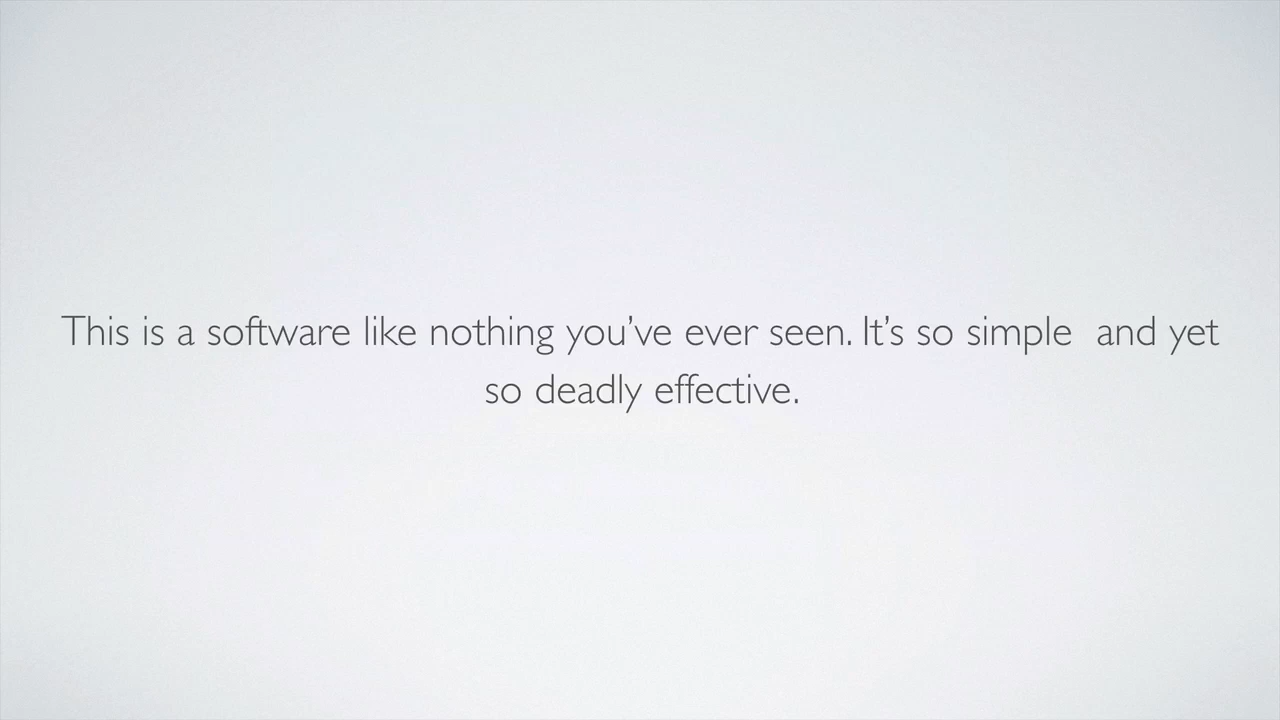 This is a software like nothing you’ve ever seen. It’s so simple  and yet
so deadly effective.